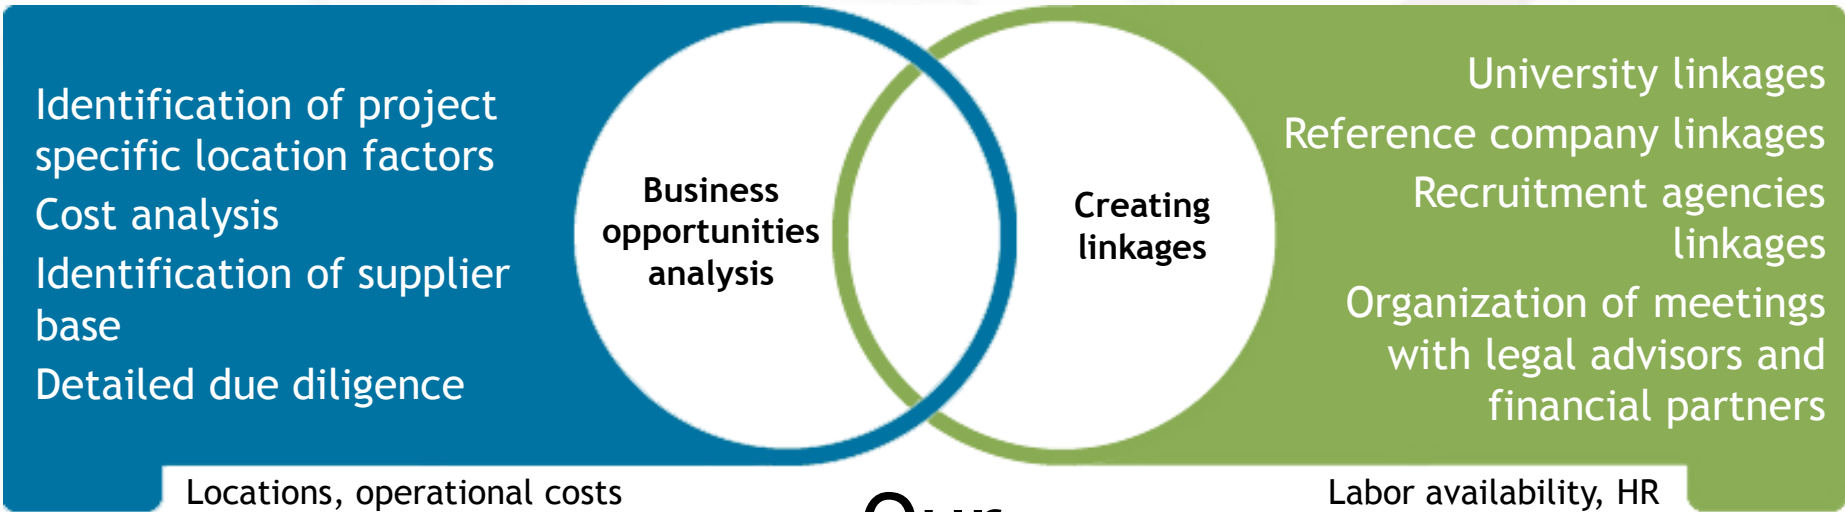 Identification of project
specific location factors
Cost analysis
Identification of supplier
base
Detailed due diligence
Business
opportunities
analysis
Creating
linkages
University linkages
Reference company linkages
Recruitment agencies
linkages
Organization of meetings
with legal advisors and
financial partners
Locations, operational costs
Our
Labor availability, HR